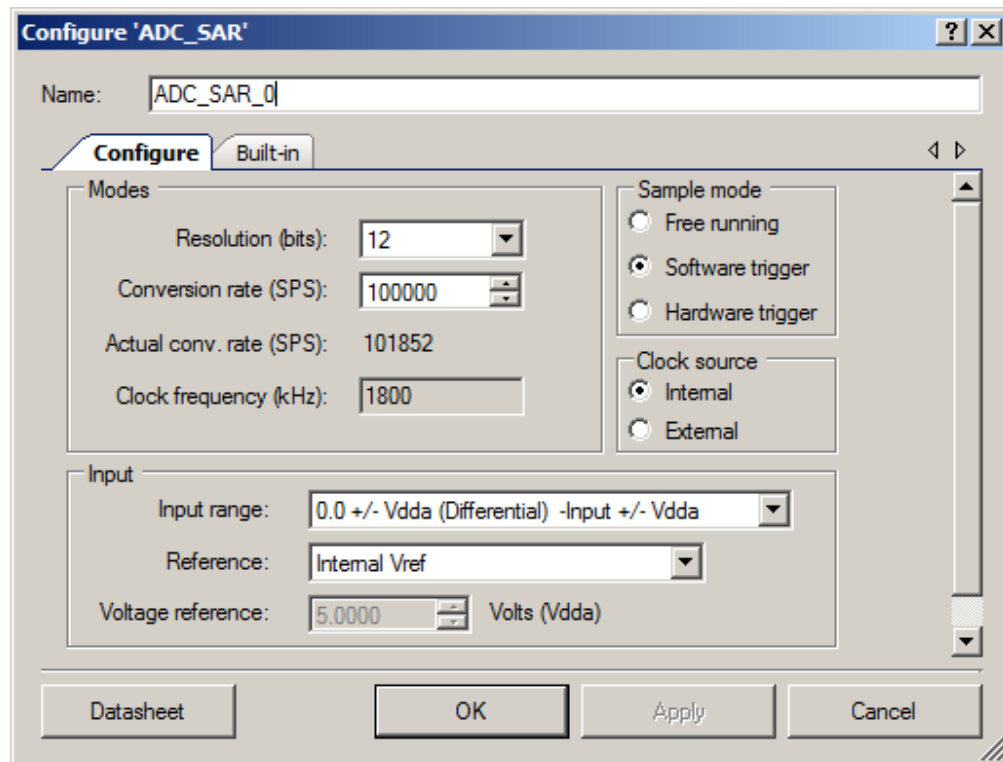 Configure 'ADC_SAR'
Name: ADC_SAR_0
Configure Built-in
Modes
Resolution (bits): 12
Conversion rate (SPS): 100000
Actual conv. rate (SPS): 101852
Clock frequency (kHz): 1800
Sample mode
Free running
Software trigger
Hardware trigger
Clock source
Internal
External
Input
Input range: 0.0 +/- Vdda (Differential) -Input +/- Vdda
Reference: Internal Vref
Voltage reference: 5.0000 Volts (Vdda)
Datasheet OK Apply Cancel